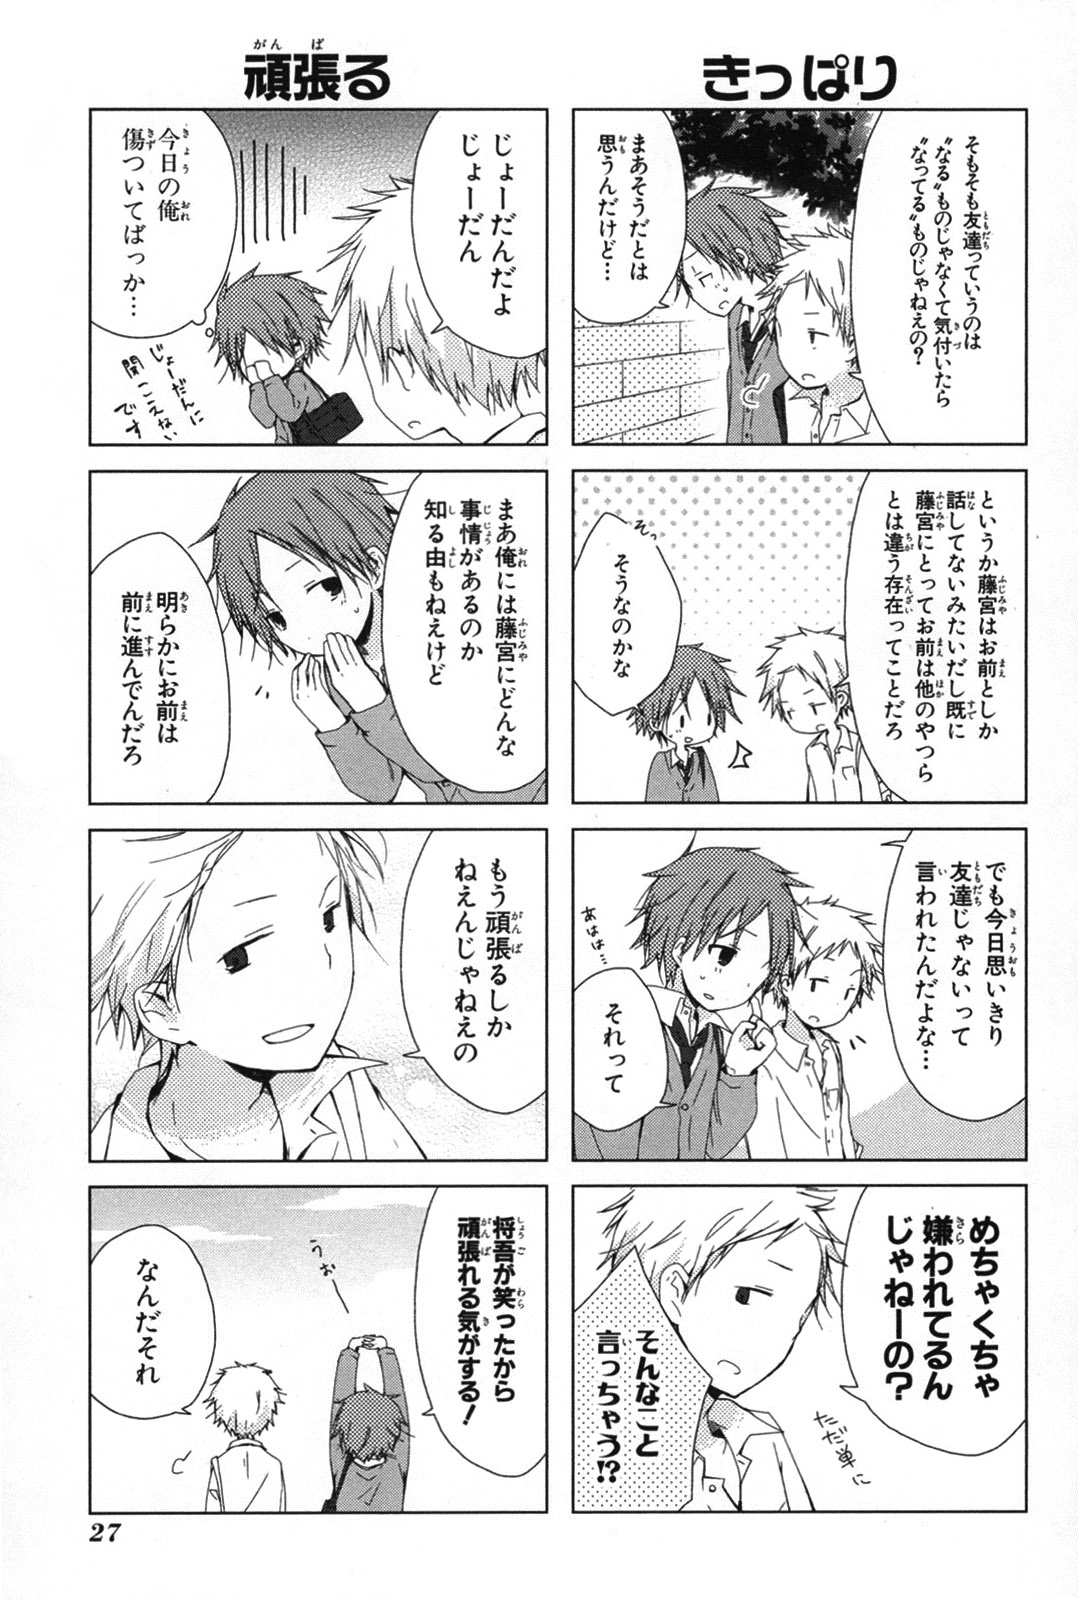 きっぱり
そもそも友達っていうのは
〝なる〟ものじゃなくて気付いたら
〝なってる〟ものじゃねえの?
まあそうだとは
思うんだけど…
というか藤宮はお前としか
話してないみたいだし既に
藤宮にとってお前は他のやつら
とは違う存在ってことだろ
そっ
そうなのかな
でも今日思いきり
友達じゃないって
言われたんだよな…
あはは…
それって
めちゃくちゃ
嫌われてるん
じゃねーの?
ただ単に
そんなこと
言っちゃう!?
頑張る
じょーだんだよ
じょーだん
今日の俺
傷ついてばっか…
じょーだんに
聞こえない
です
まあ俺には藤宮にどんな
事情があるのか
知る由もねえけど
明らかにお前は
前に進んでんだろ
もう頑張るしか
ねえんじゃねえの
将吾が笑ったから
頑張れる気がする!
うぉーー
なんだそれ
27